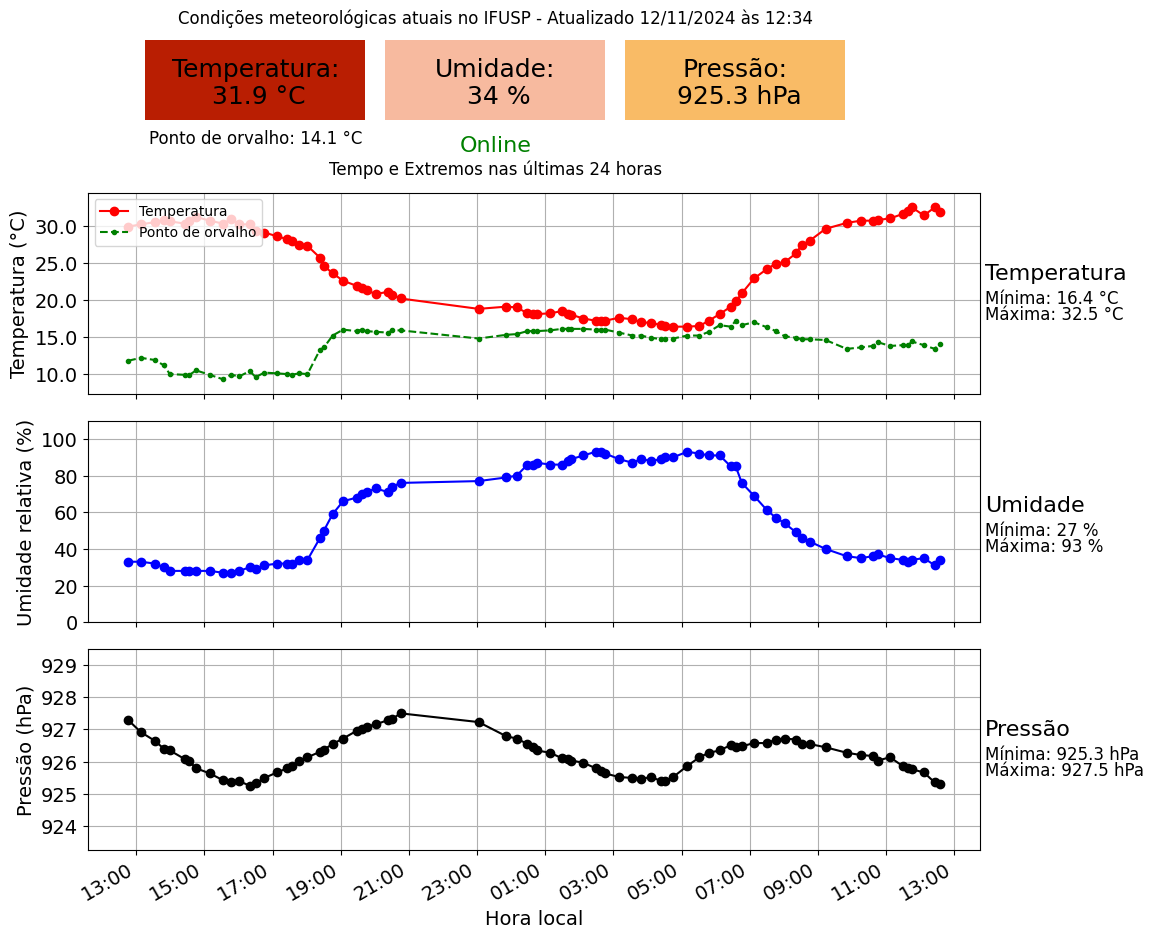 Condições meteorológicas atuais no IFUSP - Atualizado 12/11/2024 às 12:34
Temperatura:
31.9 °C
Umidade:
34 %
Pressão:
925.3 hPa
Ponto de orvalho: 14.1 °C
Online
Tempo e Extremos nas últimas 24 horas
Temperatura (°C)
30.0
25.0
20.0
15.0
10.0
Temperatura
Ponto de orvalho
Temperatura
Mínima: 16.4 °C
Máxima: 32.5 °C
Umidade relativa (%)
100
80
60
40
20
0
Umidade
Mínima: 27 %
Máxima: 93 %
Pressão (hPa)
929
928
927
926
925
924
Pressão
Mínima: 925.3 hPa
Máxima: 927.5 hPa
13:00 15:00 17:00 19:00 21:00 23:00 01:00 03:00 05:00 07:00 09:00 11:00 13:00
Hora local